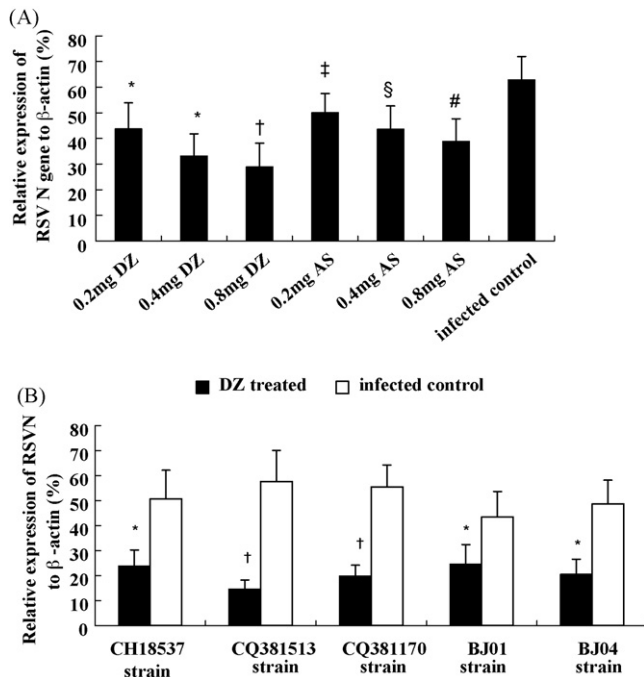 (A)
Relative expression of
RSV N gene to β-actin (%)
80
70
60
50
40
30
20
10
0
*
*
†
‡
§
#
0.2mg DZ
0.4mg DZ
0.8mg DZ
0.2mg AS
0.4mg AS
0.8mg AS
infected control
DZ treated
infected control
(B)
Relative expression of RSVN
to β -actin (%)
80
70
60
50
40
30
20
10
0
*
†
†
*
*
CH18537
strain
CQ381513
strain
CQ381170
strain
BJ01
strain
BJ04
strain